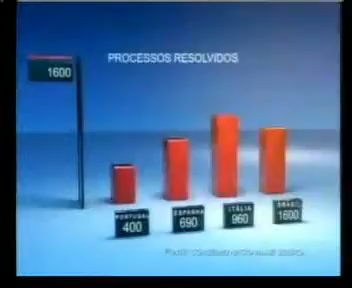 PROCESSOS RESOLVIDOS
1600
PORTUGAL
400
ESPANHA
690
ITÁLIA
960
BRASIL
1600